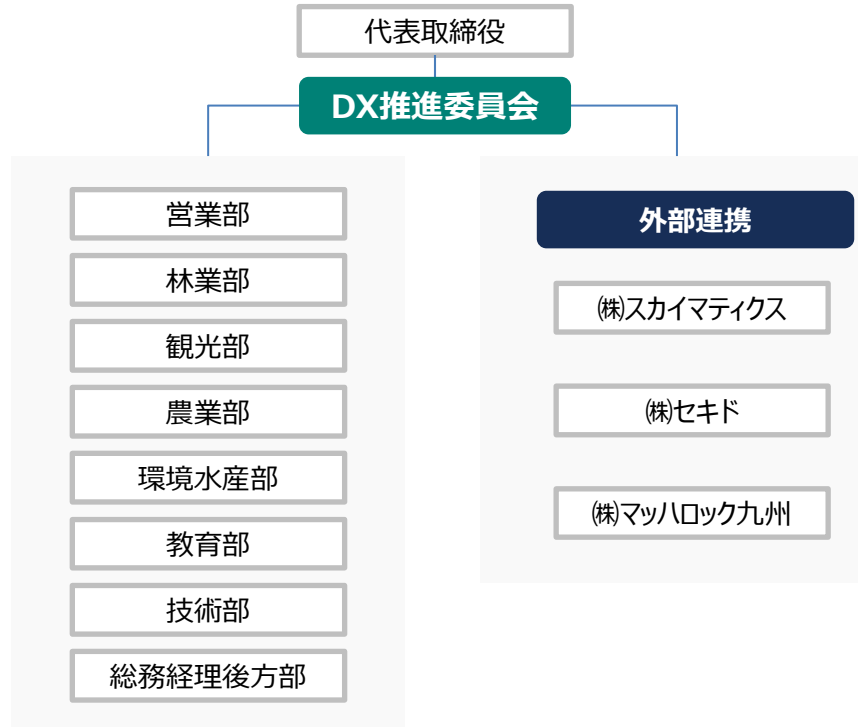 代表取締役
DX推進委員会
営業部
林業部
観光部
農業部
環境水産部
教育部
技術部
総務経理後方部
外部連携
㈱スカイマティクス
㈱セキド
㈱マッハロック九州